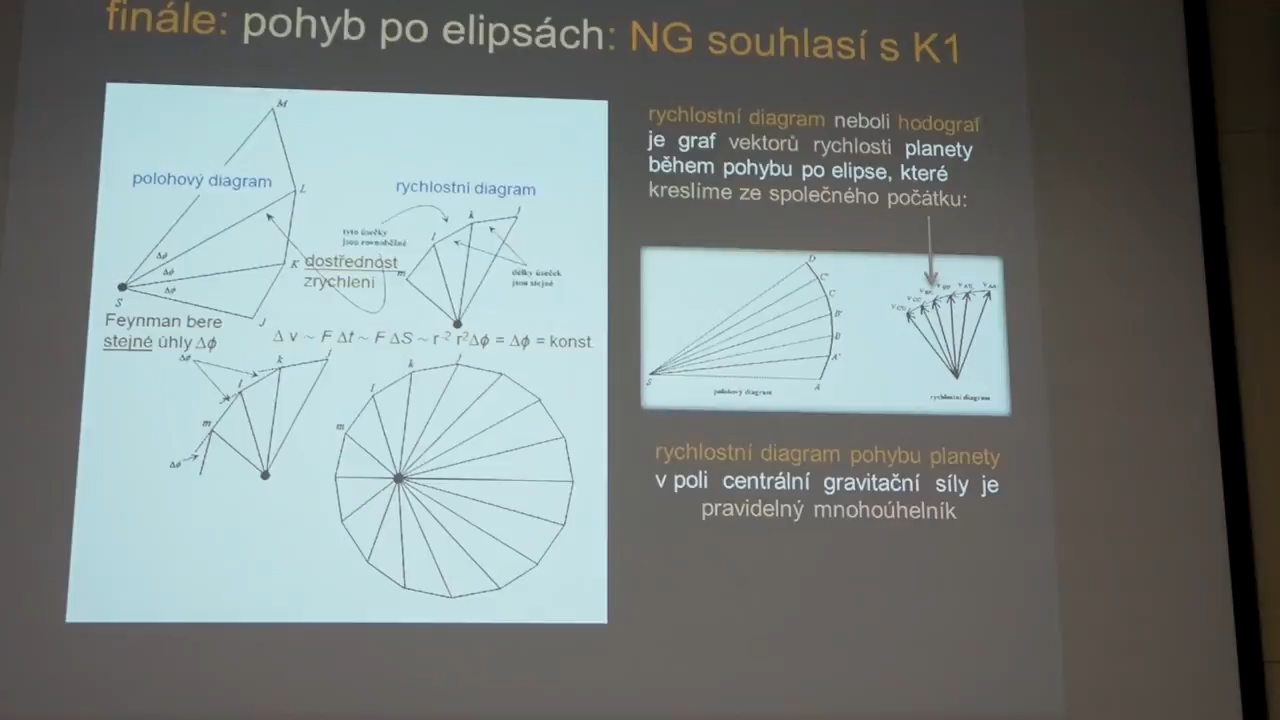 finále: pohyb po elipsách: NG souhlasí s K1
M
polohový diagram
L
Δϕ
Δϕ
Δϕ
K
S
J
rychlostní diagram
tyto úsečky
jsou rovnoběžné
k
j
l
m
délky úseček
jsou stejné
dostřednost
zrychlení
Feynman bere
stejné úhly Δϕ
Δ v ~ F Δt ~ F ΔS ~ r⁻² r²Δϕ = Δϕ = konst.
Δϕ
k
j
l
m
Δϕ
j
k
l
m
rychlostní diagram neboli hodograf
je graf vektorů rychlosti planety
během pohybu po elipse, které
kreslíme ze společného počátku:
D
C'
C
B'
B
A'
A
S
polohový diagram
rychlostní diagram
rychlostní diagram pohybu planety
v poli centrální gravitační síly je
pravidelný mnohoúhelník